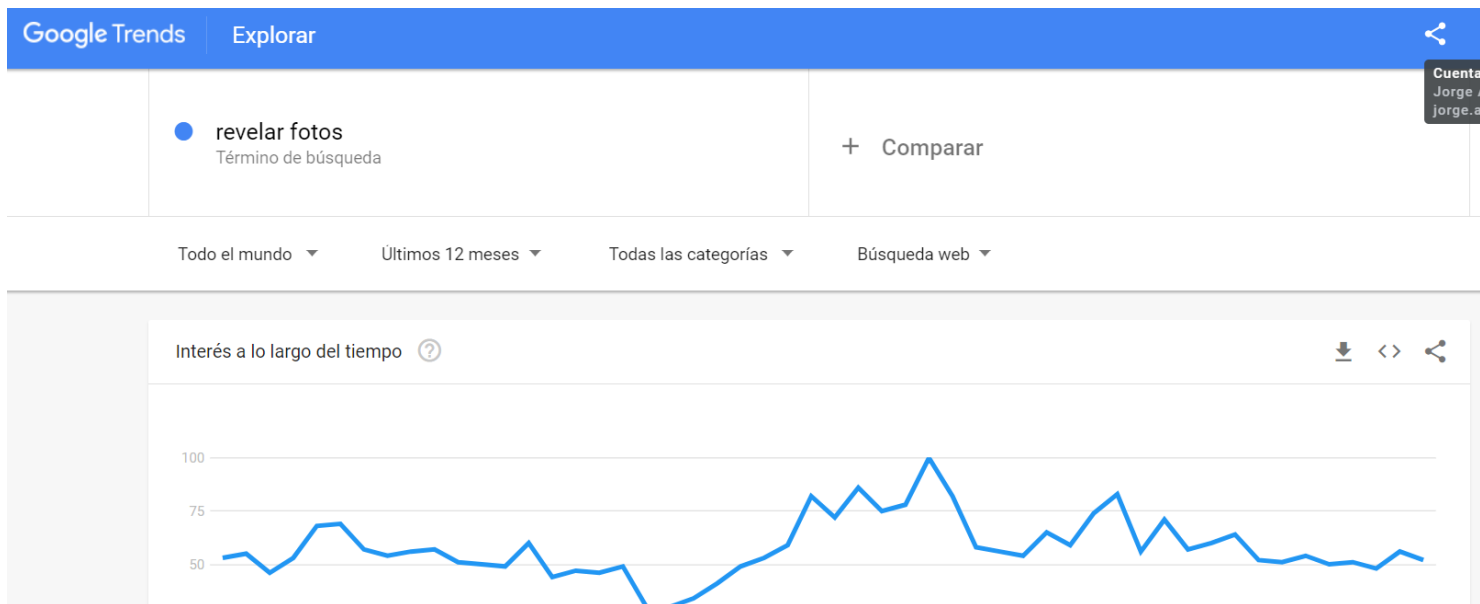 Google Trends Explorar
Cuenta
Jorge
jorge.a
revelar fotos
Término de búsqueda
+ Comparar
Todo el mundo
Últimos 12 meses
Todas las categorías
Búsqueda web
Interés a lo largo del tiempo ?
100
75
50